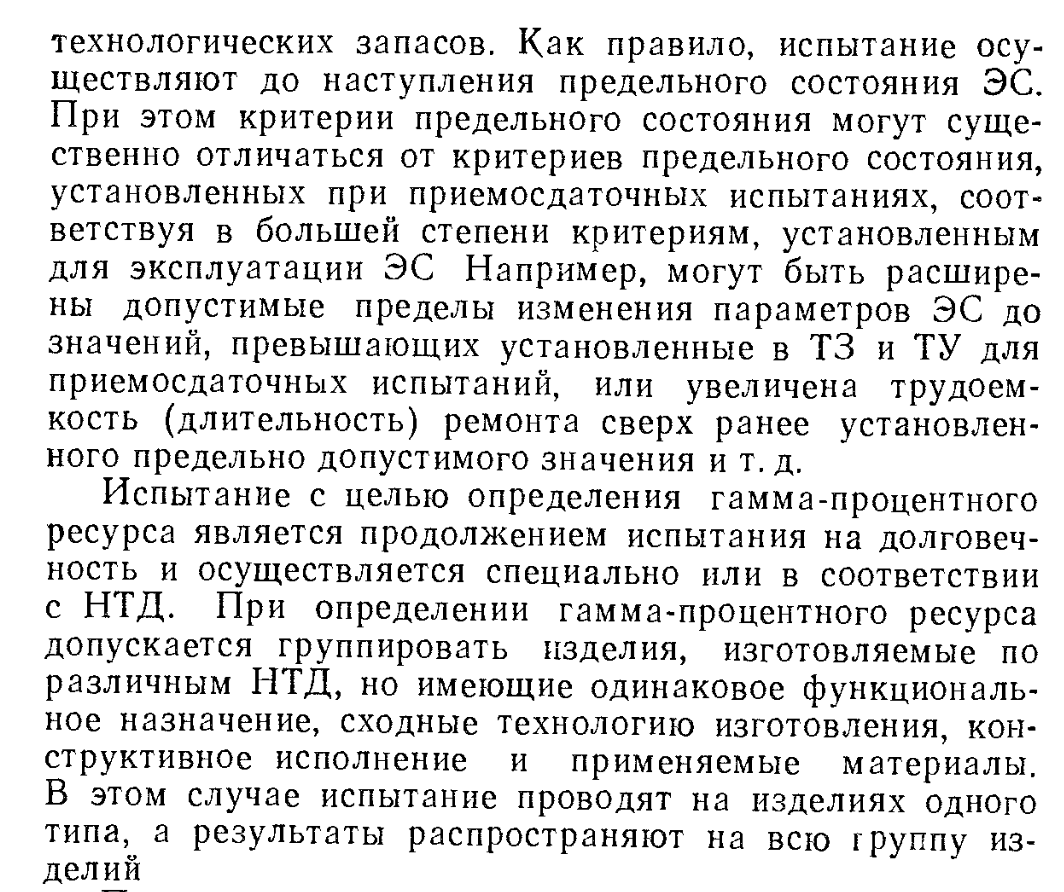 технологических запасов. Как правило, испытание осу-
ществляют до наступления предельного состояния ЭС.
При этом критерии предельного состояния могут суще-
ственно отличаться от критериев предельного состояния,
установленных при приемосдаточных испытаниях, соот-
ветствуя в большей степени критериям, установленным
для эксплуатации ЭС Например, могут быть расшире-
ны допустимые пределы изменения параметров ЭС до
значений, превышающих установленные в ТЗ и ТУ для
приемосдаточных испытаний, или увеличена трудоем-
кость (длительность) ремонта сверх ранее установлен-
ного предельно допустимого значения и т. д.
Испытание с целью определения гамма-процентного
ресурса является продолжением испытания на долговеч-
ность и осуществляется специально или в соответствии
с НТД. При определении гамма-процентного ресурса
допускается группировать изделия, изготовляемые по
различным НТД, но имеющие одинаковое функциональ-
ное назначение, сходные технологию изготовления, кон-
структивное исполнение и применяемые материалы.
В этом случае испытание проводят на изделиях одного
типа, а результаты распространяют на всю группу из-
делий